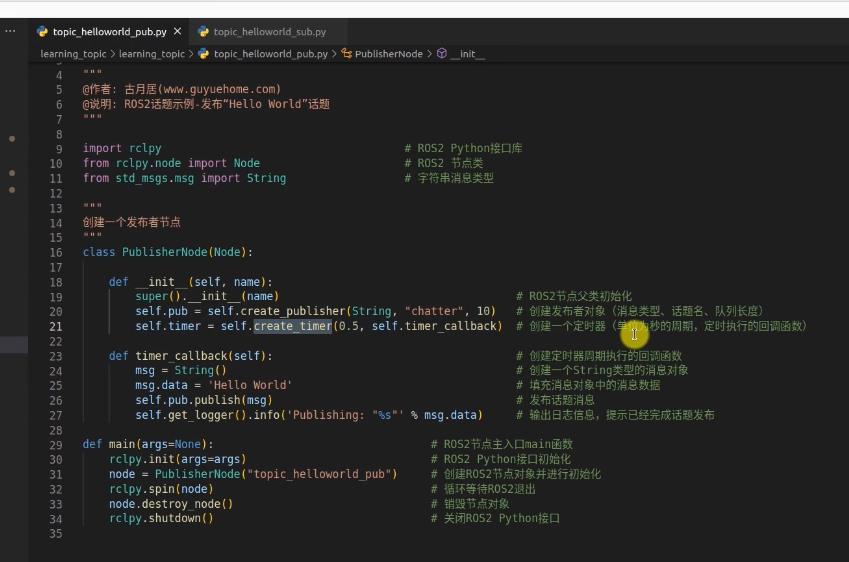 topic_helloworld_pub.py × topic_helloworld_sub.py
learning_topic > learning_topic > topic_helloworld_pub.py > PublisherNode > __init__
4 """
5 @作者: 古月居(www.guyuehome.com)
6 @说明: ROS2话题示例-发布“Hello World”话题
7 """
8
9 import rclpy # ROS2 Python接口库
10 from rclpy.node import Node # ROS2 节点类
11 from std_msgs.msg import String # 字符串消息类型
12
13 """
14 创建一个发布者节点
15 """
16 class PublisherNode(Node):
17
18 def __init__(self, name):
19 super().__init__(name) # ROS2节点父类初始化
20 self.pub = self.create_publisher(String, "chatter", 10) # 创建发布者对象（消息类型、话题名、队列长度）
21 self.timer = self.create_timer(0.5, self.timer_callback) # 创建一个定时器（单位为秒的周期，定时执行的回调函数）
22
23 def timer_callback(self): # 创建定时器周期执行的回调函数
24 msg = String() # 创建一个String类型的消息对象
25 msg.data = 'Hello World' # 填充消息对象中的消息数据
26 self.pub.publish(msg) # 发布话题消息
27 self.get_logger().info('Publishing: "%s"' % msg.data) # 输出日志信息，提示已经完成话题发布
28
29 def main(args=None): # ROS2节点主入口main函数
30 rclpy.init(args=args) # ROS2 Python接口初始化
31 node = PublisherNode("topic_helloworld_pub") # 创建ROS2节点对象并进行初始化
32 rclpy.spin(node) # 循环等待ROS2退出
33 node.destroy_node() # 销毁节点对象
34 rclpy.shutdown() # 关闭ROS2 Python接口
35